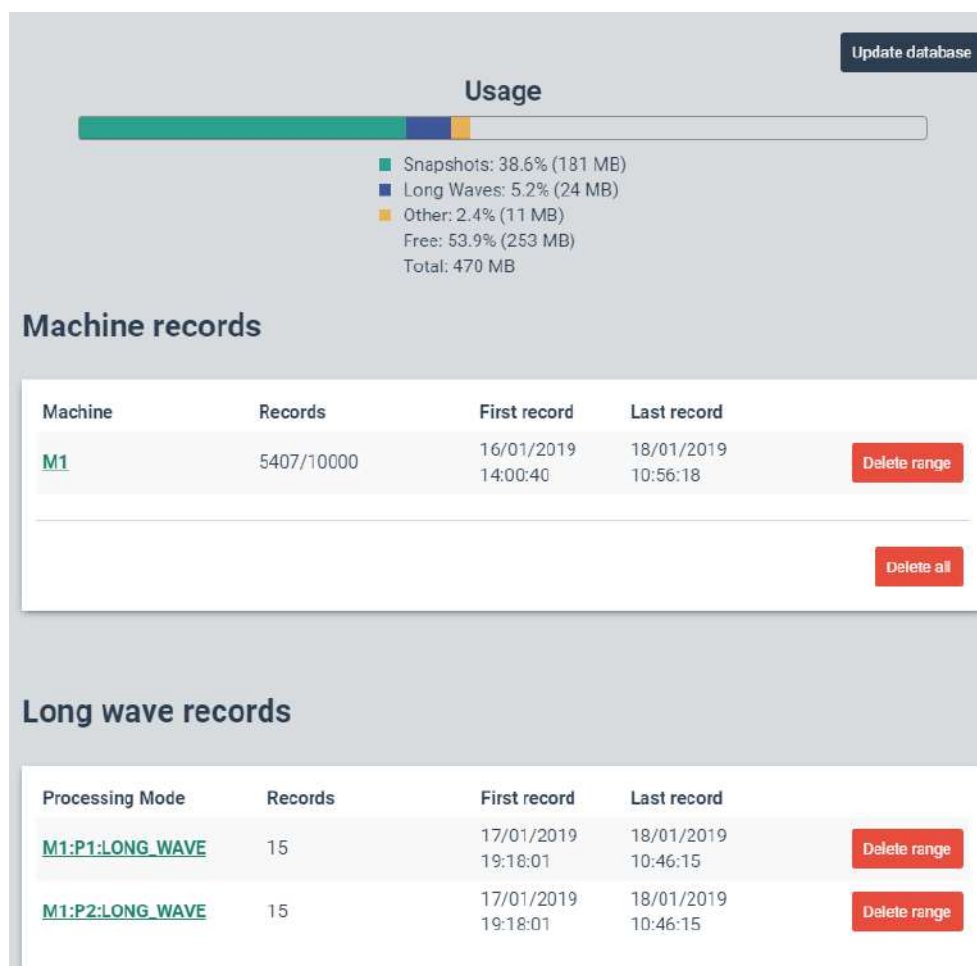 Update database
Usage
Snapshots: 38.6% (181 MB)
Long Waves: 5.2% (24 MB)
Other: 2.4% (11 MB)
Free: 53.9% (253 MB)
Total: 470 MB
Machine records
Machine Records First record Last record
M1 5407/10000 16/01/2019 14:00:40 18/01/2019 10:56:18 Delete range
Delete all
Long wave records
Processing Mode Records First record Last record
M1:P1:LONG_WAVE 15 17/01/2019 19:18:01 18/01/2019 10:46:15 Delete range
M1:P2:LONG_WAVE 15 17/01/2019 19:18:01 18/01/2019 10:46:15 Delete range